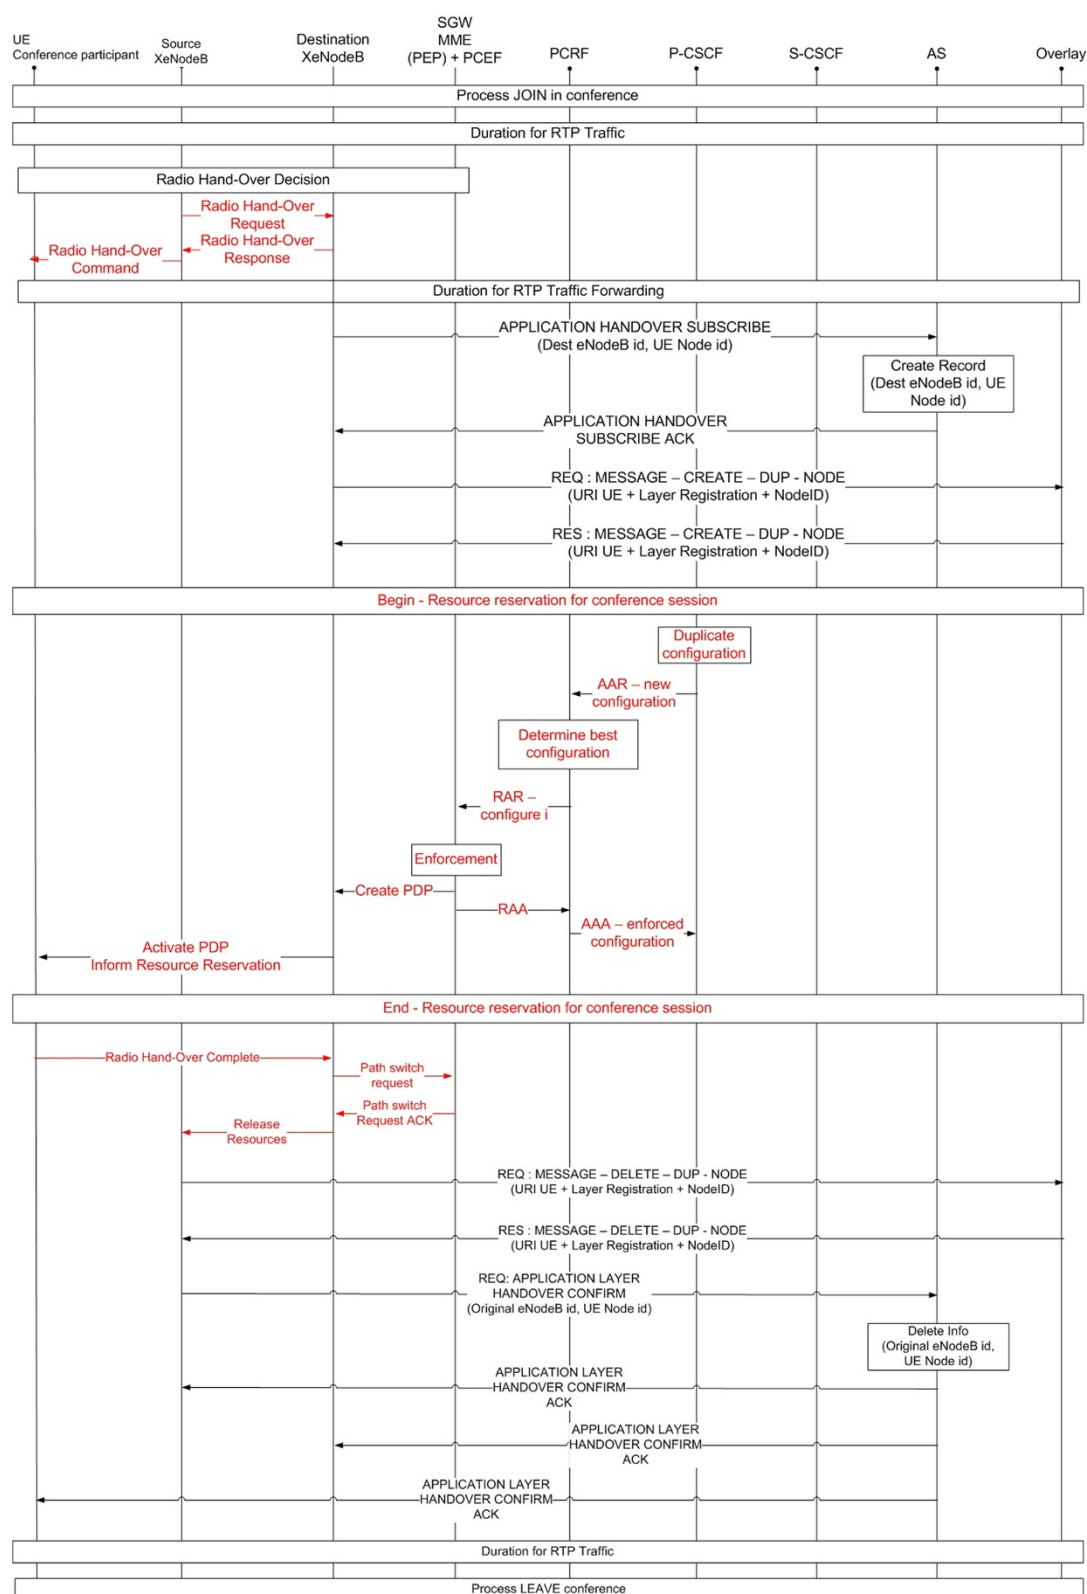 SGW
UE
Source
Destination
MME
Conference participant
XeNodeB
XeNodeB
(PEP) + PCEF
PCRF
P-CSCF
S-CSCF
AS
Overlay
Process JOIN in conference
Duration for RTP Traffic
Radio Hand-Over Decision
Radio Hand-Over
Request
Radio Hand-Over
Response
Radio Hand-Over
Command
Duration for RTP Traffic Forwarding
APPLICATION HANDOVER SUBSCRIBE
(Dest eNodeB id, UE Node id)
Create Record
(Dest eNodeB id, UE
Node id)
APPLICATION HANDOVER
SUBSCRIBE ACK
REQ : MESSAGE – CREATE – DUP - NODE
(URI UE + Layer Registration + NodeID)
RES : MESSAGE – CREATE – DUP - NODE
(URI UE + Layer Registration + NodeID)
Begin - Resource reservation for conference session
Duplicate
configuration
AAR – new
configuration
Determine best
configuration
RAR –
configure i
Enforcement
Create PDP
RAA
AAA – enforced
configuration
Activate PDP
Inform Resource Reservation
End - Resource reservation for conference session
Radio Hand-Over Complete
Path switch
request
Path switch
Request ACK
Release
Resources
REQ : MESSAGE – DELETE – DUP - NODE
(URI UE + Layer Registration + NodeID)
RES : MESSAGE – DELETE – DUP - NODE
(URI UE + Layer Registration + NodeID)
REQ: APPLICATION LAYER
HANDOVER CONFIRM
(Original eNodeB id, UE Node id)
Delete Info
(Original eNodeB id,
UE Node id)
APPLICATION LAYER
HANDOVER CONFIRM
ACK
APPLICATION LAYER
HANDOVER CONFIRM
ACK
APPLICATION LAYER
HANDOVER CONFIRM
ACK
Duration for RTP Traffic
Process LEAVE conference